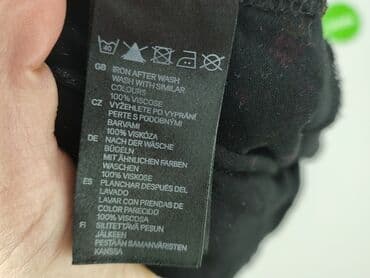 40
GB IRON AFTER WASH
WASH WITH SIMILAR
COLOURS
100% VISCOSE
CZ VYŽEHLETE PO VYPRÁNÍ
PERTE S PODOBNÝMI
BARVAMI
100% VISKÓZA
DE NACH DER WÄSCHE
BÜGELN
MIT ÄHNLICHEN FARBEN
WASCHEN
100% VISKOSE
ES PLANCHAR DESPUÉS DEL
LAVADO
LAVAR CON PRENDAS DE
COLOR PARECIDO
100% VISCOSA
FI SILITETTÄVÄ PESUN
JÄLKEEN
PESTÄÄN SAMANVÄRISTEN
KANSSA